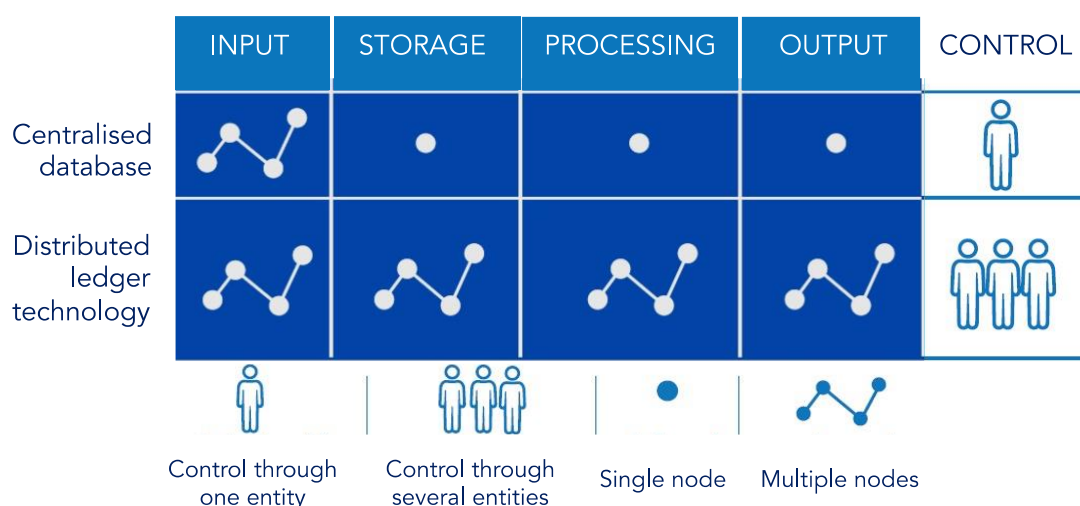 INPUT STORAGE PROCESSING OUTPUT CONTROL
Centralised
database
Distributed
ledger
technology
Control through
one entity
Control through
several entities
Single node
Multiple nodes